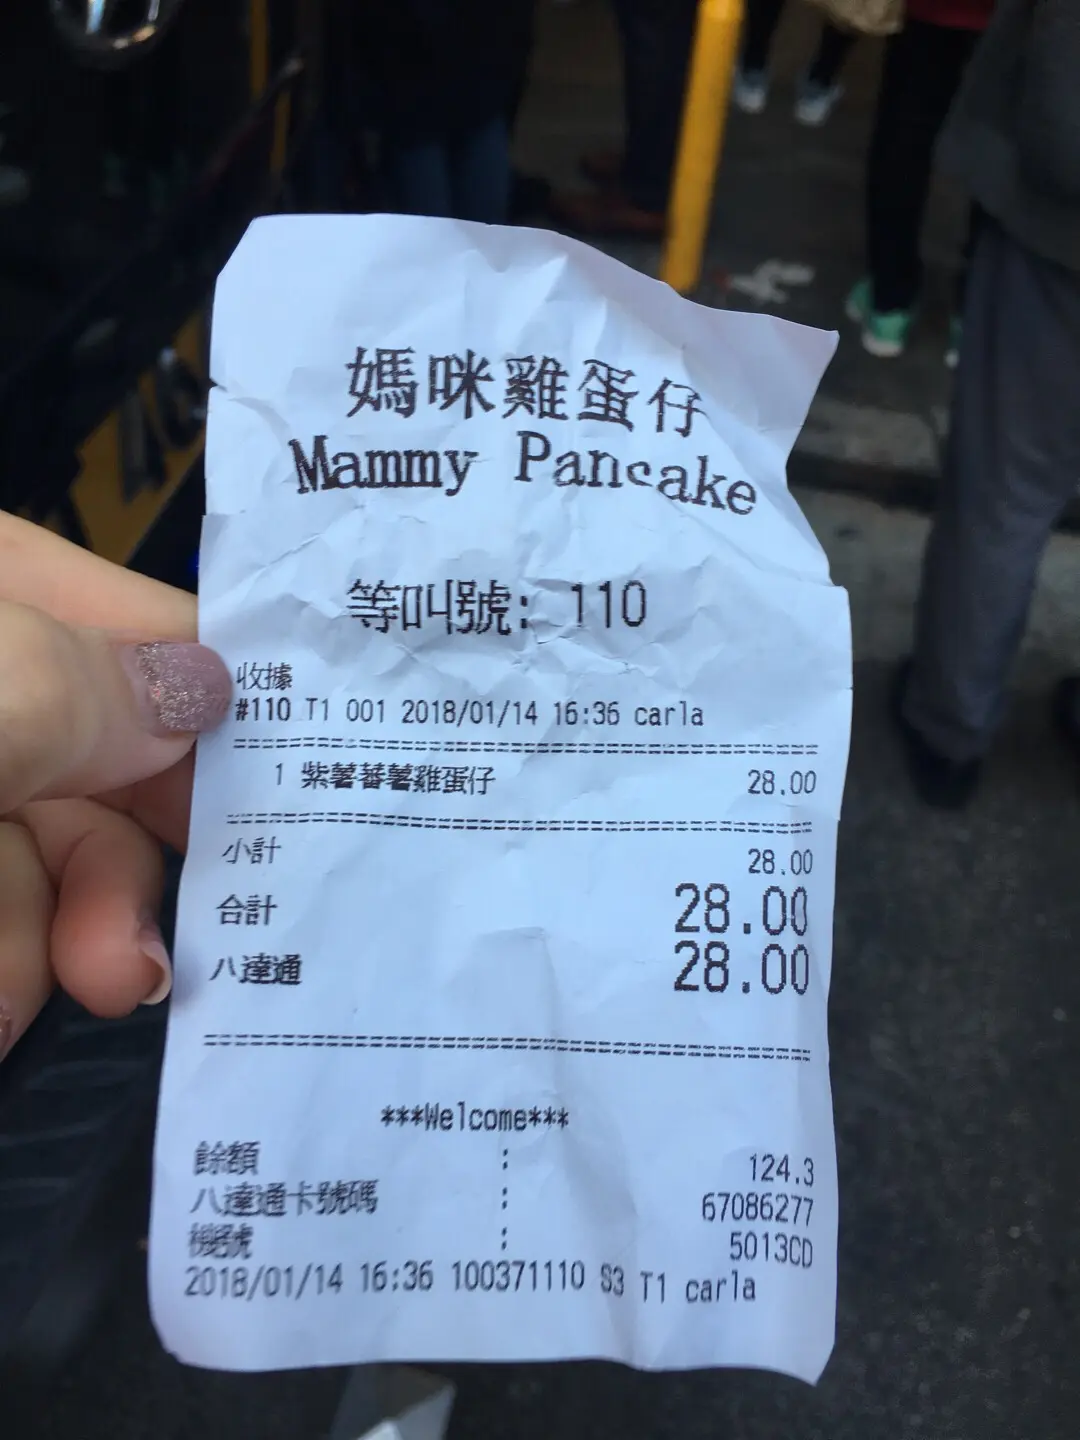 媽咪雞蛋仔
Mammy Pancake
等叫號: 110
收據
#110 T1 001 2018/01/14 16:36 carla
1 紫薯蕃薯雞蛋仔 28.00
小計 28.00
合計 28.00
八達通 28.00
***Welcome***
餘額 : 124.3
八達通卡號碼 : 67086277
機號 : 5013CD
2018/01/14 16:36 100371110 S3 T1 carla